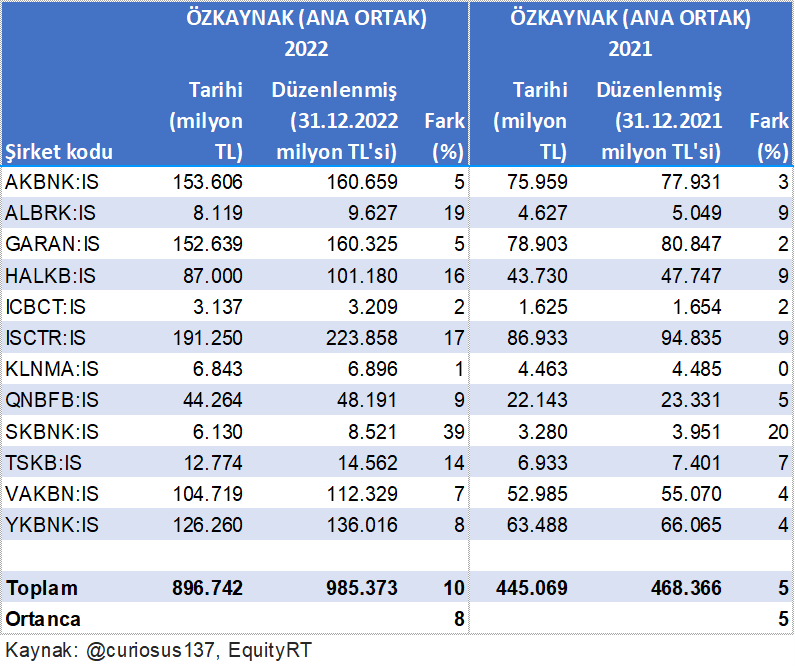 ÖZKAYNAK (ANA ORTAK) ÖZKAYNAK (ANA ORTAK)
2022 2021
Tarihi Düzenlenmiş Tarihi Düzenlenmiş
(milyon (31.12.2022 Fark (milyon (31.12.2021 Fark
Şirket kodu TL) milyon TL'si) (%) TL) milyon TL'si) (%)
AKBNK:IS 153.606 160.659 5 75.959 77.931 3
ALBRK:IS 8.119 9.627 19 4.627 5.049 9
GARAN:IS 152.639 160.325 5 78.903 80.847 2
HALKB:IS 87.000 101.180 16 43.730 47.747 9
ICBCT:IS 3.137 3.209 2 1.625 1.654 2
ISCTR:IS 191.250 223.858 17 86.933 94.835 9
KLNMA:IS 6.843 6.896 1 4.463 4.485 0
QNBFB:IS 44.264 48.191 9 22.143 23.331 5
SKBNK:IS 6.130 8.521 39 3.280 3.951 20
TSKB:IS 12.774 14.562 14 6.933 7.401 7
VAKBN:IS 104.719 112.329 7 52.985 55.070 4
YKBNK:IS 126.260 136.016 8 63.488 66.065 4
Toplam 896.742 985.373 10 445.069 468.366 5
Ortanca 8 5
Kaynak: @curiosus137, EquityRT